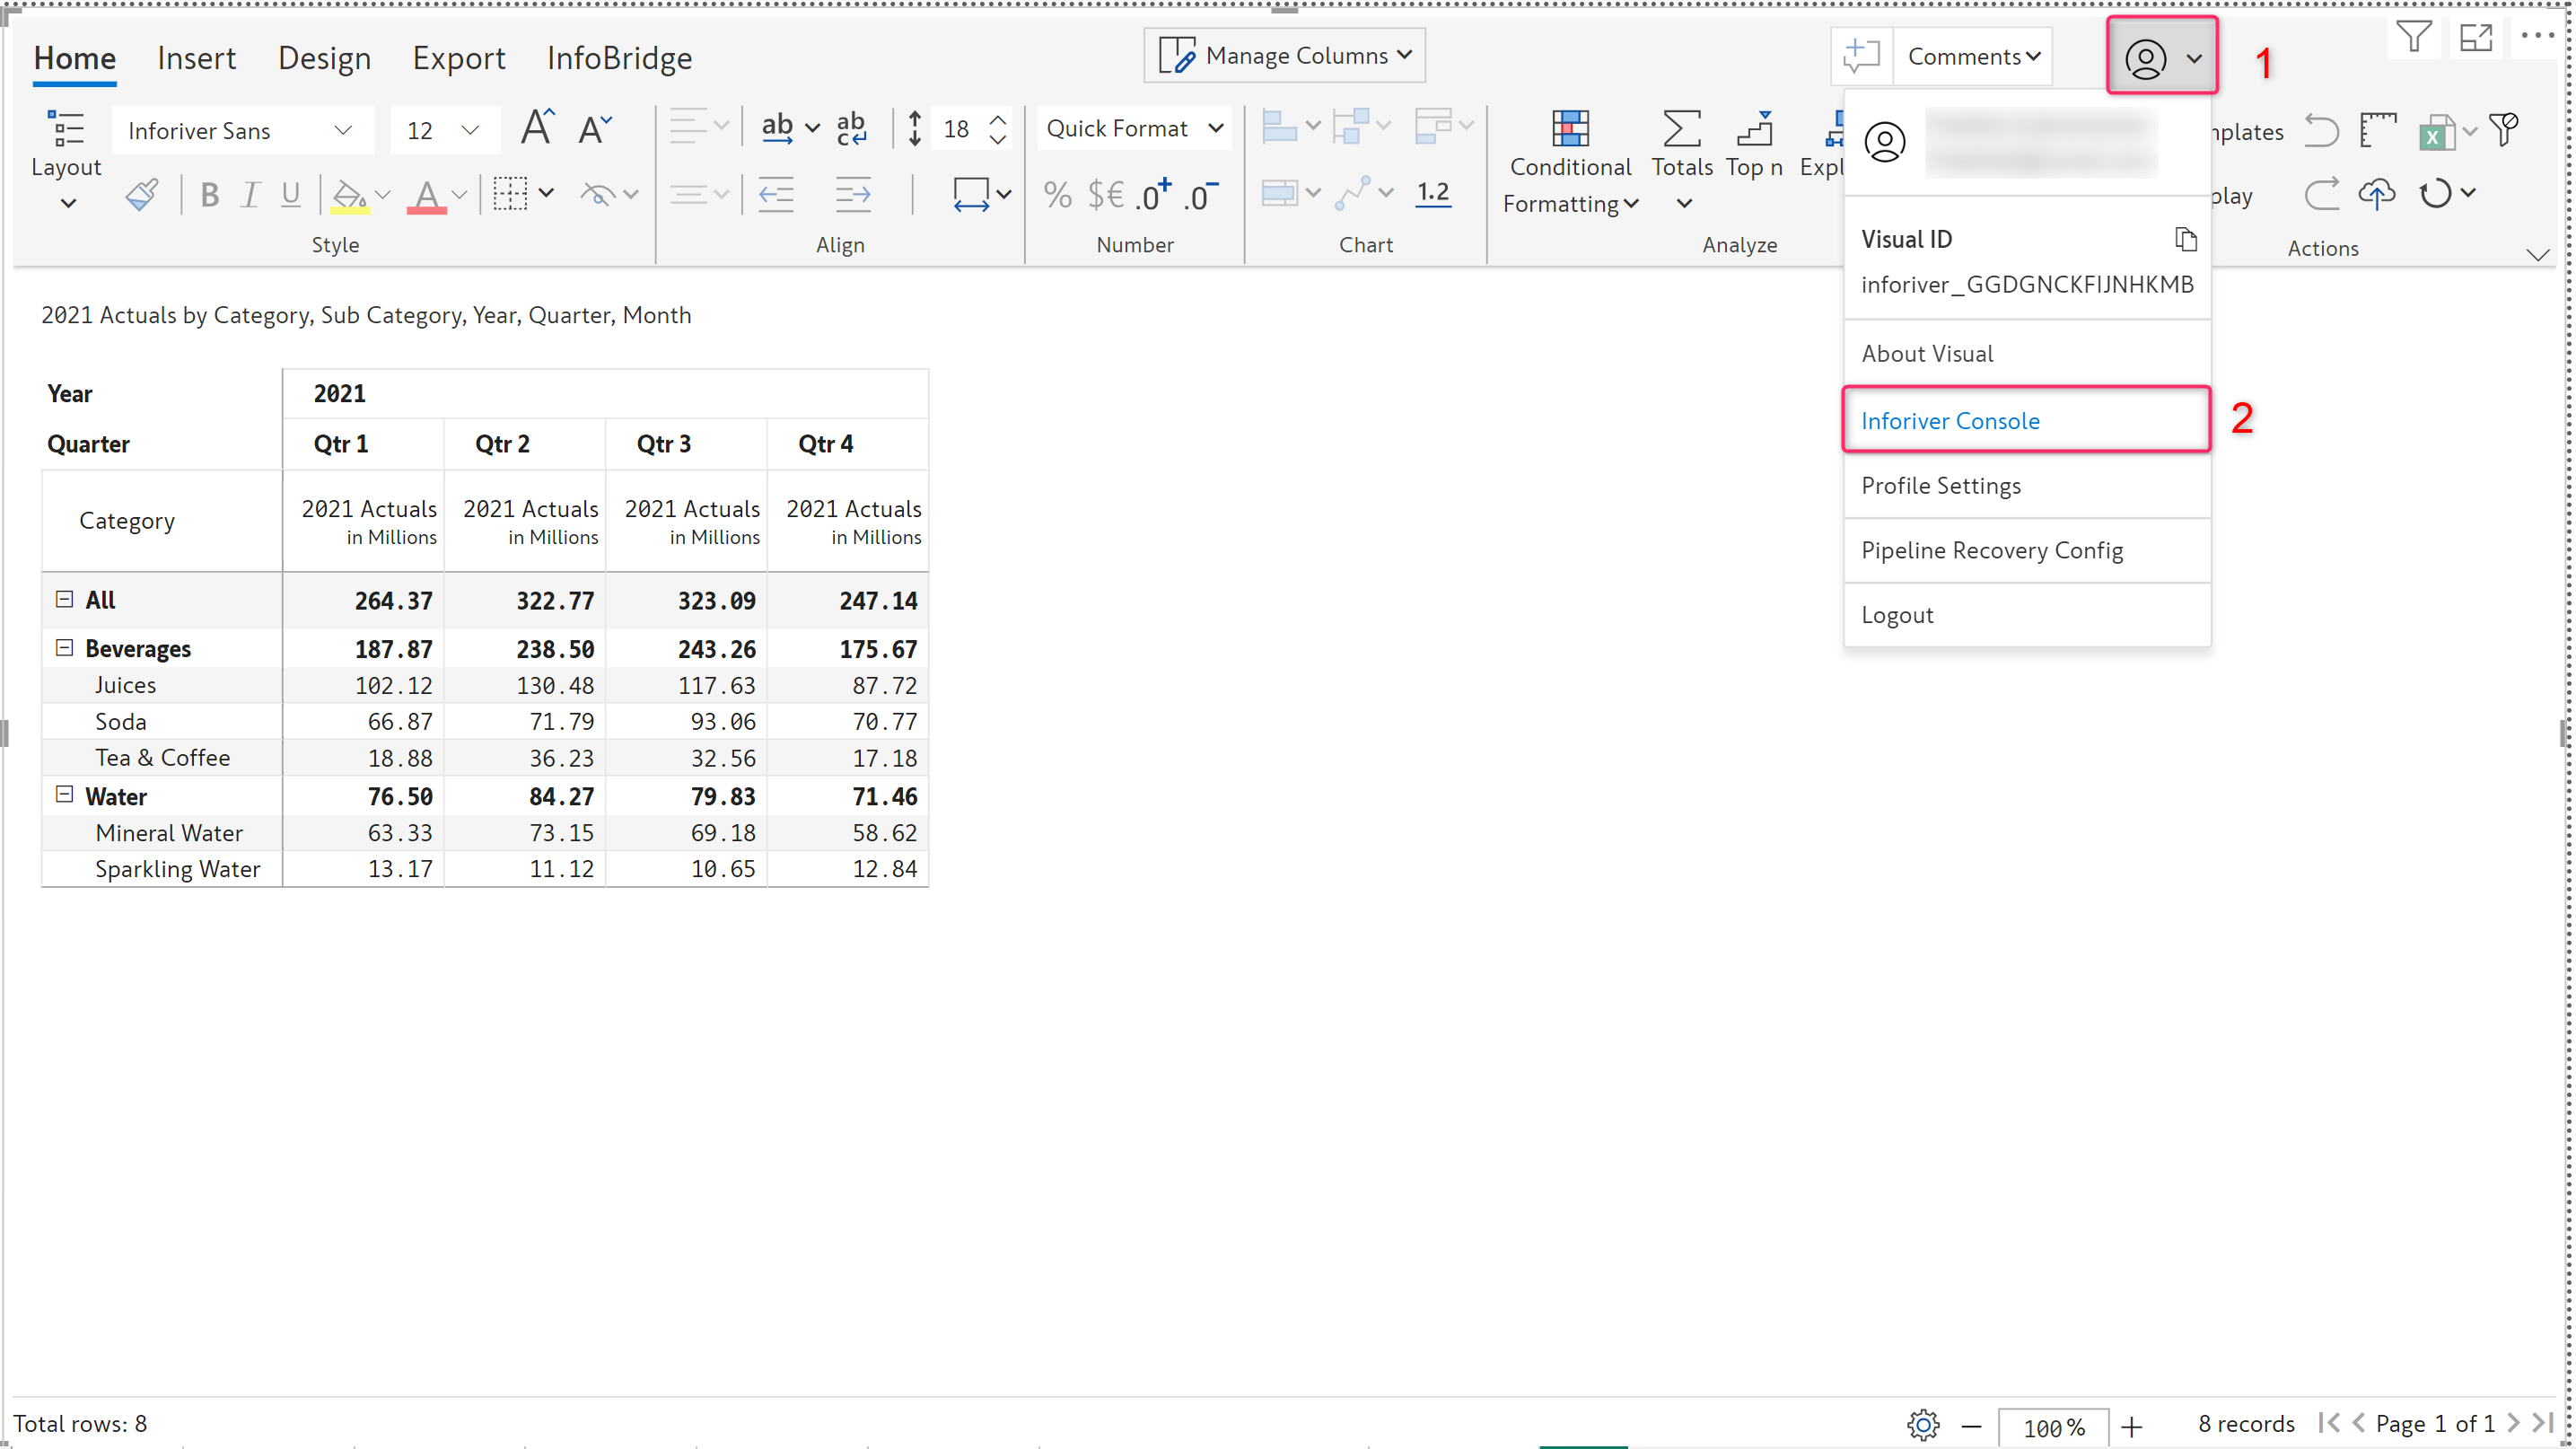 Home Insert Design Export InfoBridge Manage Columns Comments 1
Inforiver Sans 12 ab ab 18 Quick Format
Layout c Conditional Totals Top n Expl mplates
Formatting play
B I U A % $€ .0+ .0- 1.2
Style Align Number Chart Analyze Actions
Visual ID
inforiver_GGDGNCKFIJNHKMB
About Visual
Inforiver Console 2
Profile Settings
Pipeline Recovery Config
Logout
2021 Actuals by Category, Sub Category, Year, Quarter, Month
Year 2021
Quarter Qtr 1 Qtr 2 Qtr 3 Qtr 4
Category 2021 Actuals 2021 Actuals 2021 Actuals 2021 Actuals
in Millions in Millions in Millions in Millions
All 264.37 322.77 323.09 247.14
Beverages 187.87 238.50 243.26 175.67
Juices 102.12 130.48 117.63 87.72
Soda 66.87 71.79 93.06 70.77
Tea & Coffee 18.88 36.23 32.56 17.18
Water 76.50 84.27 79.83 71.46
Mineral Water 63.33 73.15 69.18 58.62
Sparkling Water 13.17 11.12 10.65 12.84
Total rows: 8 100% 8 records Page 1 of 1